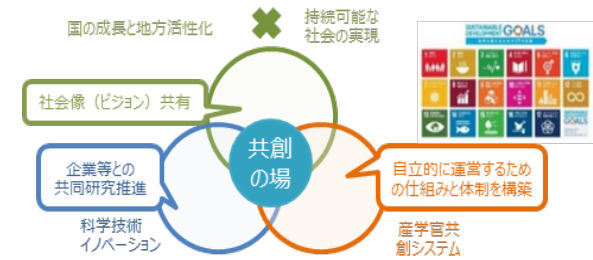 国の成長と地方活性化
持続可能な
社会の実現
SUSTAINABLE
DEVELOPMENT GOALS
社会像（ビジョン）共有
共創
の場
企業等との
共同研究推進
自立的に運営するため
の仕組みと体制を構築
科学技術
イノベーション
産学官共
創システム